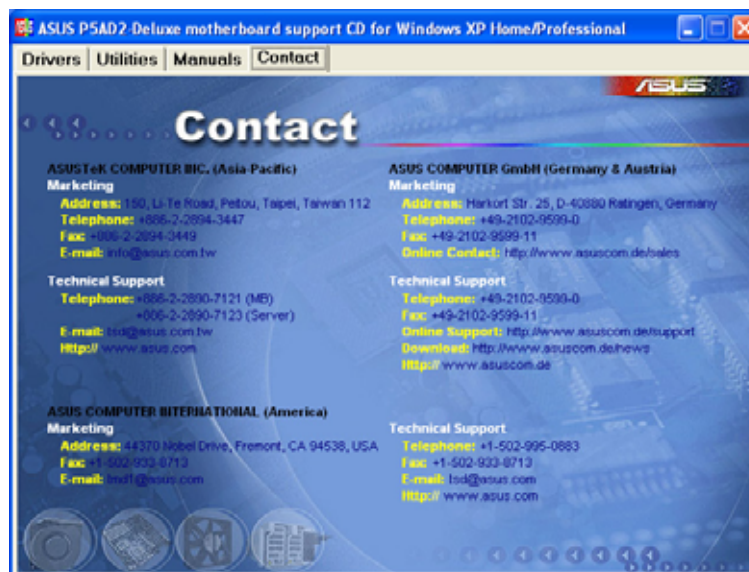 ASUS P5AD2-Deluxe motherboard support CD for Windows XP Home/Professional
Drivers Utilities Manuals Contact
ASUS
Contact
ASUSTeK COMPUTER INC. (Asia-Pacific)
Marketing
Address: 150, Li-Te Road, Peitou, Taipei, Taiwan 112
Telephone: +886-2-2894-3447
Fax: +886-2-2894-3449
E-mail: info@asus.com.tw
Technical Support
Telephone: +886-2-2890-7121 (MB)
+886-2-2890-7123 (Server)
E-mail: tsd@asus.com.tw
Http:// www.asus.com
ASUS COMPUTER GmbH (Germany & Austria)
Marketing
Address: Harkort Str. 25, D-40880 Ratingen, Germany
Telephone: +49-2102-9599-0
Fax: +49-2102-9599-11
Online Contact: http://www.asuscom.de/sales
Technical Support
Telephone: +49-2102-9599-0
Fax: +49-2102-9599-11
Online Support: http://www.asuscom.de/support
Download: http://www.asuscom.de/news
Http:// www.asuscom.de
ASUS COMPUTER INTERNATIONAL (America)
Marketing
Address: 44370 Nobel Drive, Fremont, CA 94538, USA
Fax: +1-502-933-8713
E-mail: tmd1@asus.com
Technical Support
Telephone: +1-502-995-0883
Fax: +1-502-933-8713
E-mail: tsd@asus.com
Http:// www.asus.com